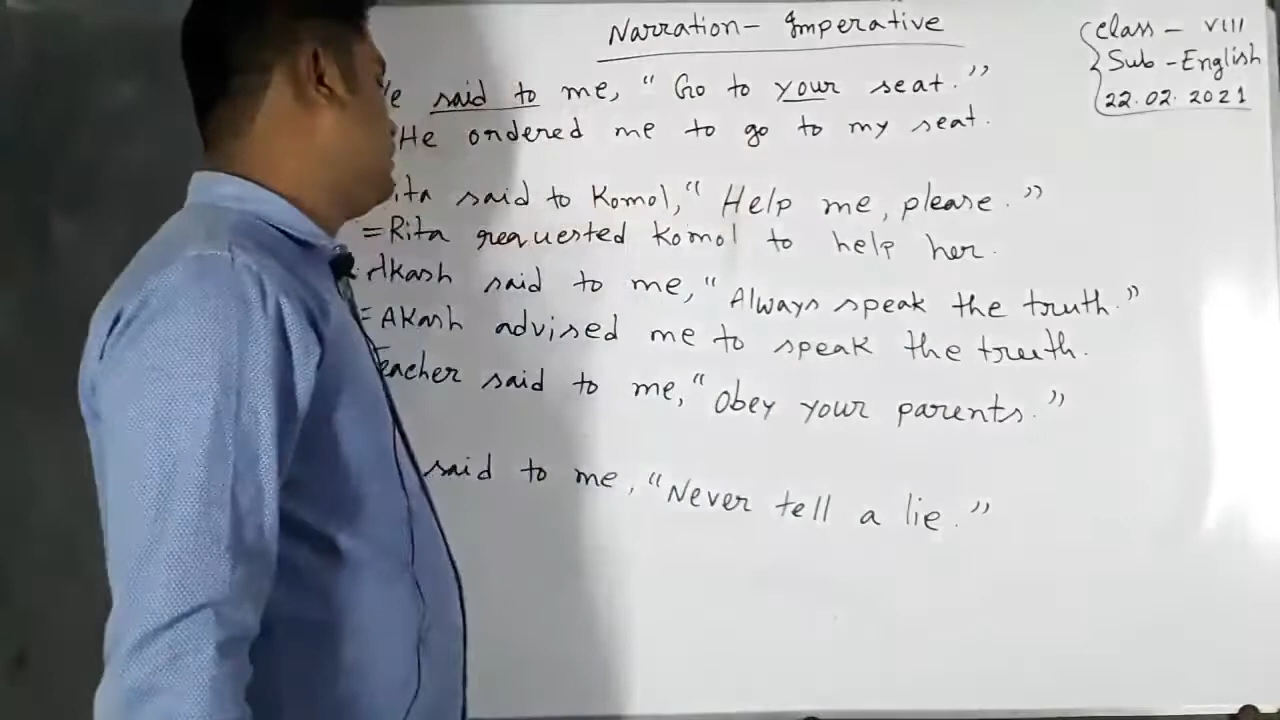 Narration- Imperative
Class - VIII
Sub - English
22.02.2021
said to me, "Go to your seat."
He ordered me to go to my seat.
said to Komol, "Help me, please."
=Rita requested Komol to help her.
Akash said to me, "Always speak the truth."
=Akash advised me to speak the trueth.
Teacher said to me, "Obey your parents."
said to me, "Never tell a lie."